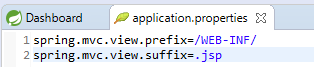 Dashboard
application.properties
1 spring.mvc.view.prefix=/WEB-INF/
2 spring.mvc.view.suffix=.jsp